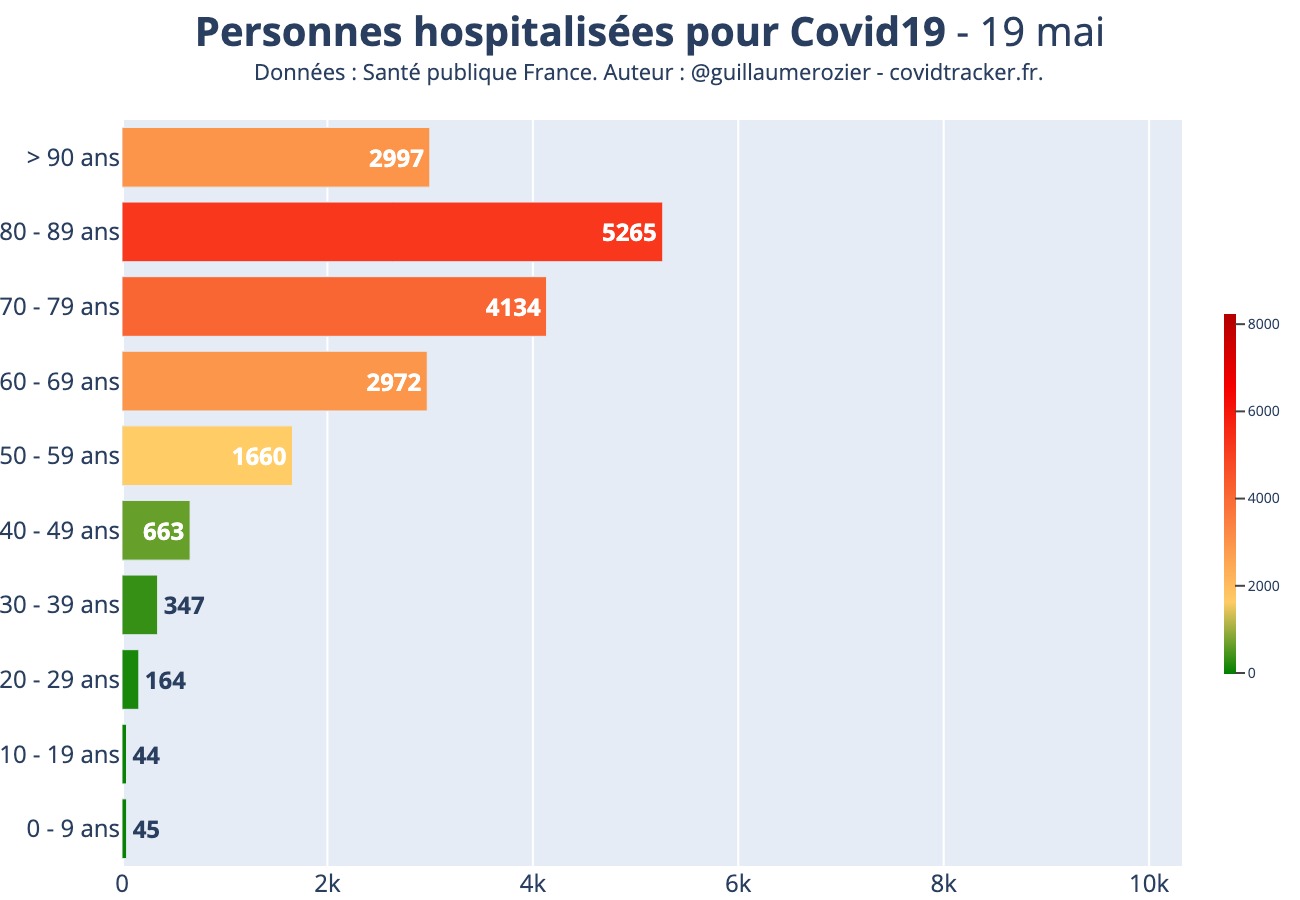 Personnes hospitalisées pour Covid19 - 19 mai
Données : Santé publique France. Auteur : @guillaumerozier - covidtracker.fr.
> 90 ans 2997
80 - 89 ans 5265
70 - 79 ans 4134
60 - 69 ans 2972
50 - 59 ans 1660
40 - 49 ans 663
30 - 39 ans 347
20 - 29 ans 164
10 - 19 ans 44
0 - 9 ans 45
0 2k 4k 6k 8k 10k
8000
6000
4000
2000
0